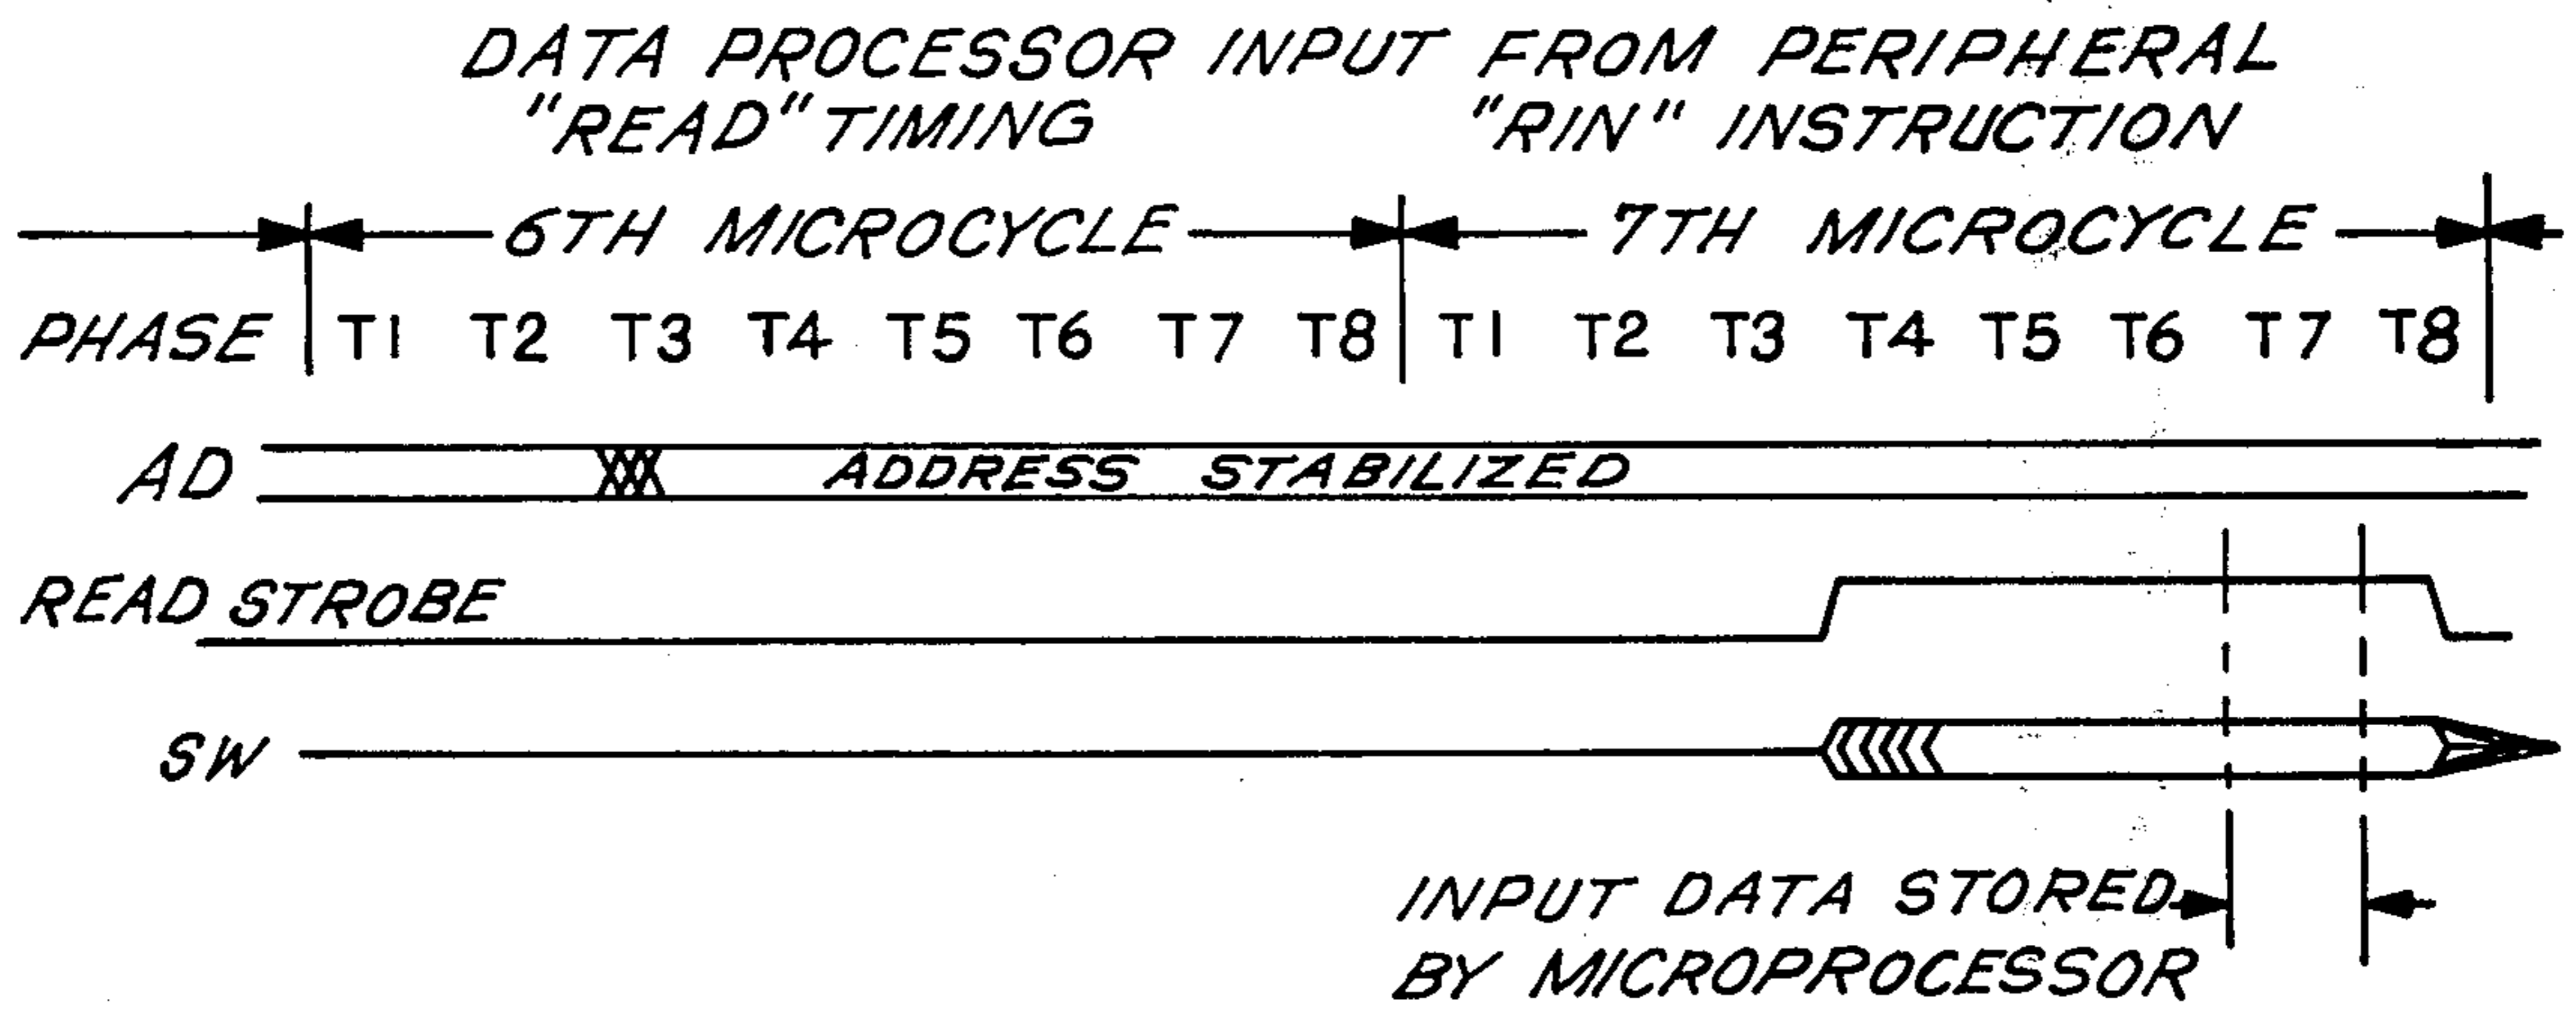 DATA PROCESSOR INPUT FROM PERIPHERAL
"READ" TIMING "RIN" INSTRUCTION
6TH MICROCYCLE 7TH MICROCYCLE
PHASE T1 T2 T3 T4 T5 T6 T7 T8 T1 T2 T3 T4 T5 T6 T7 T8
AD ADDRESS STABILIZED
READ STROBE
SW
INPUT DATA STORED
BY MICROPROCESSOR